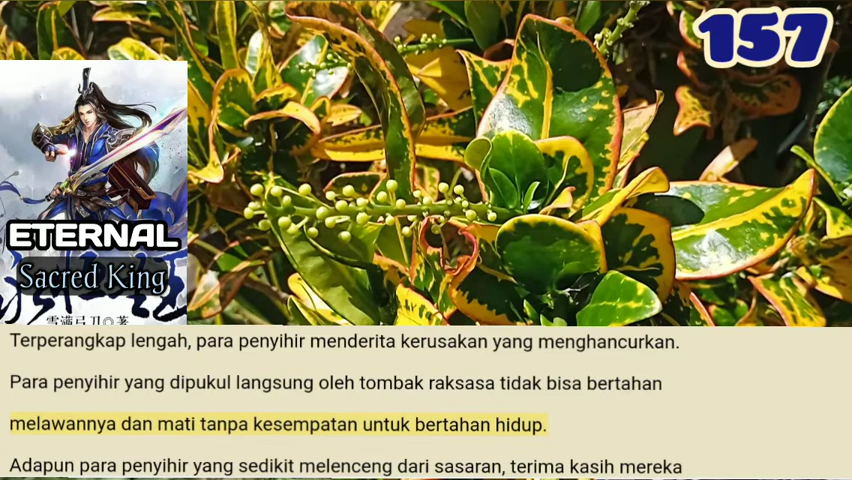 157
ETERNAL
Sacred King
Terperangkap lengah, para penyihir menderita kerusakan yang menghancurkan.
Para penyihir yang dipukul langsung oleh tombak raksasa tidak bisa bertahan
melawannya dan mati tanpa kesempatan untuk bertahan hidup.
Adapun para penyihir yang sedikit melenceng dari sasaran, terima kasih mereka